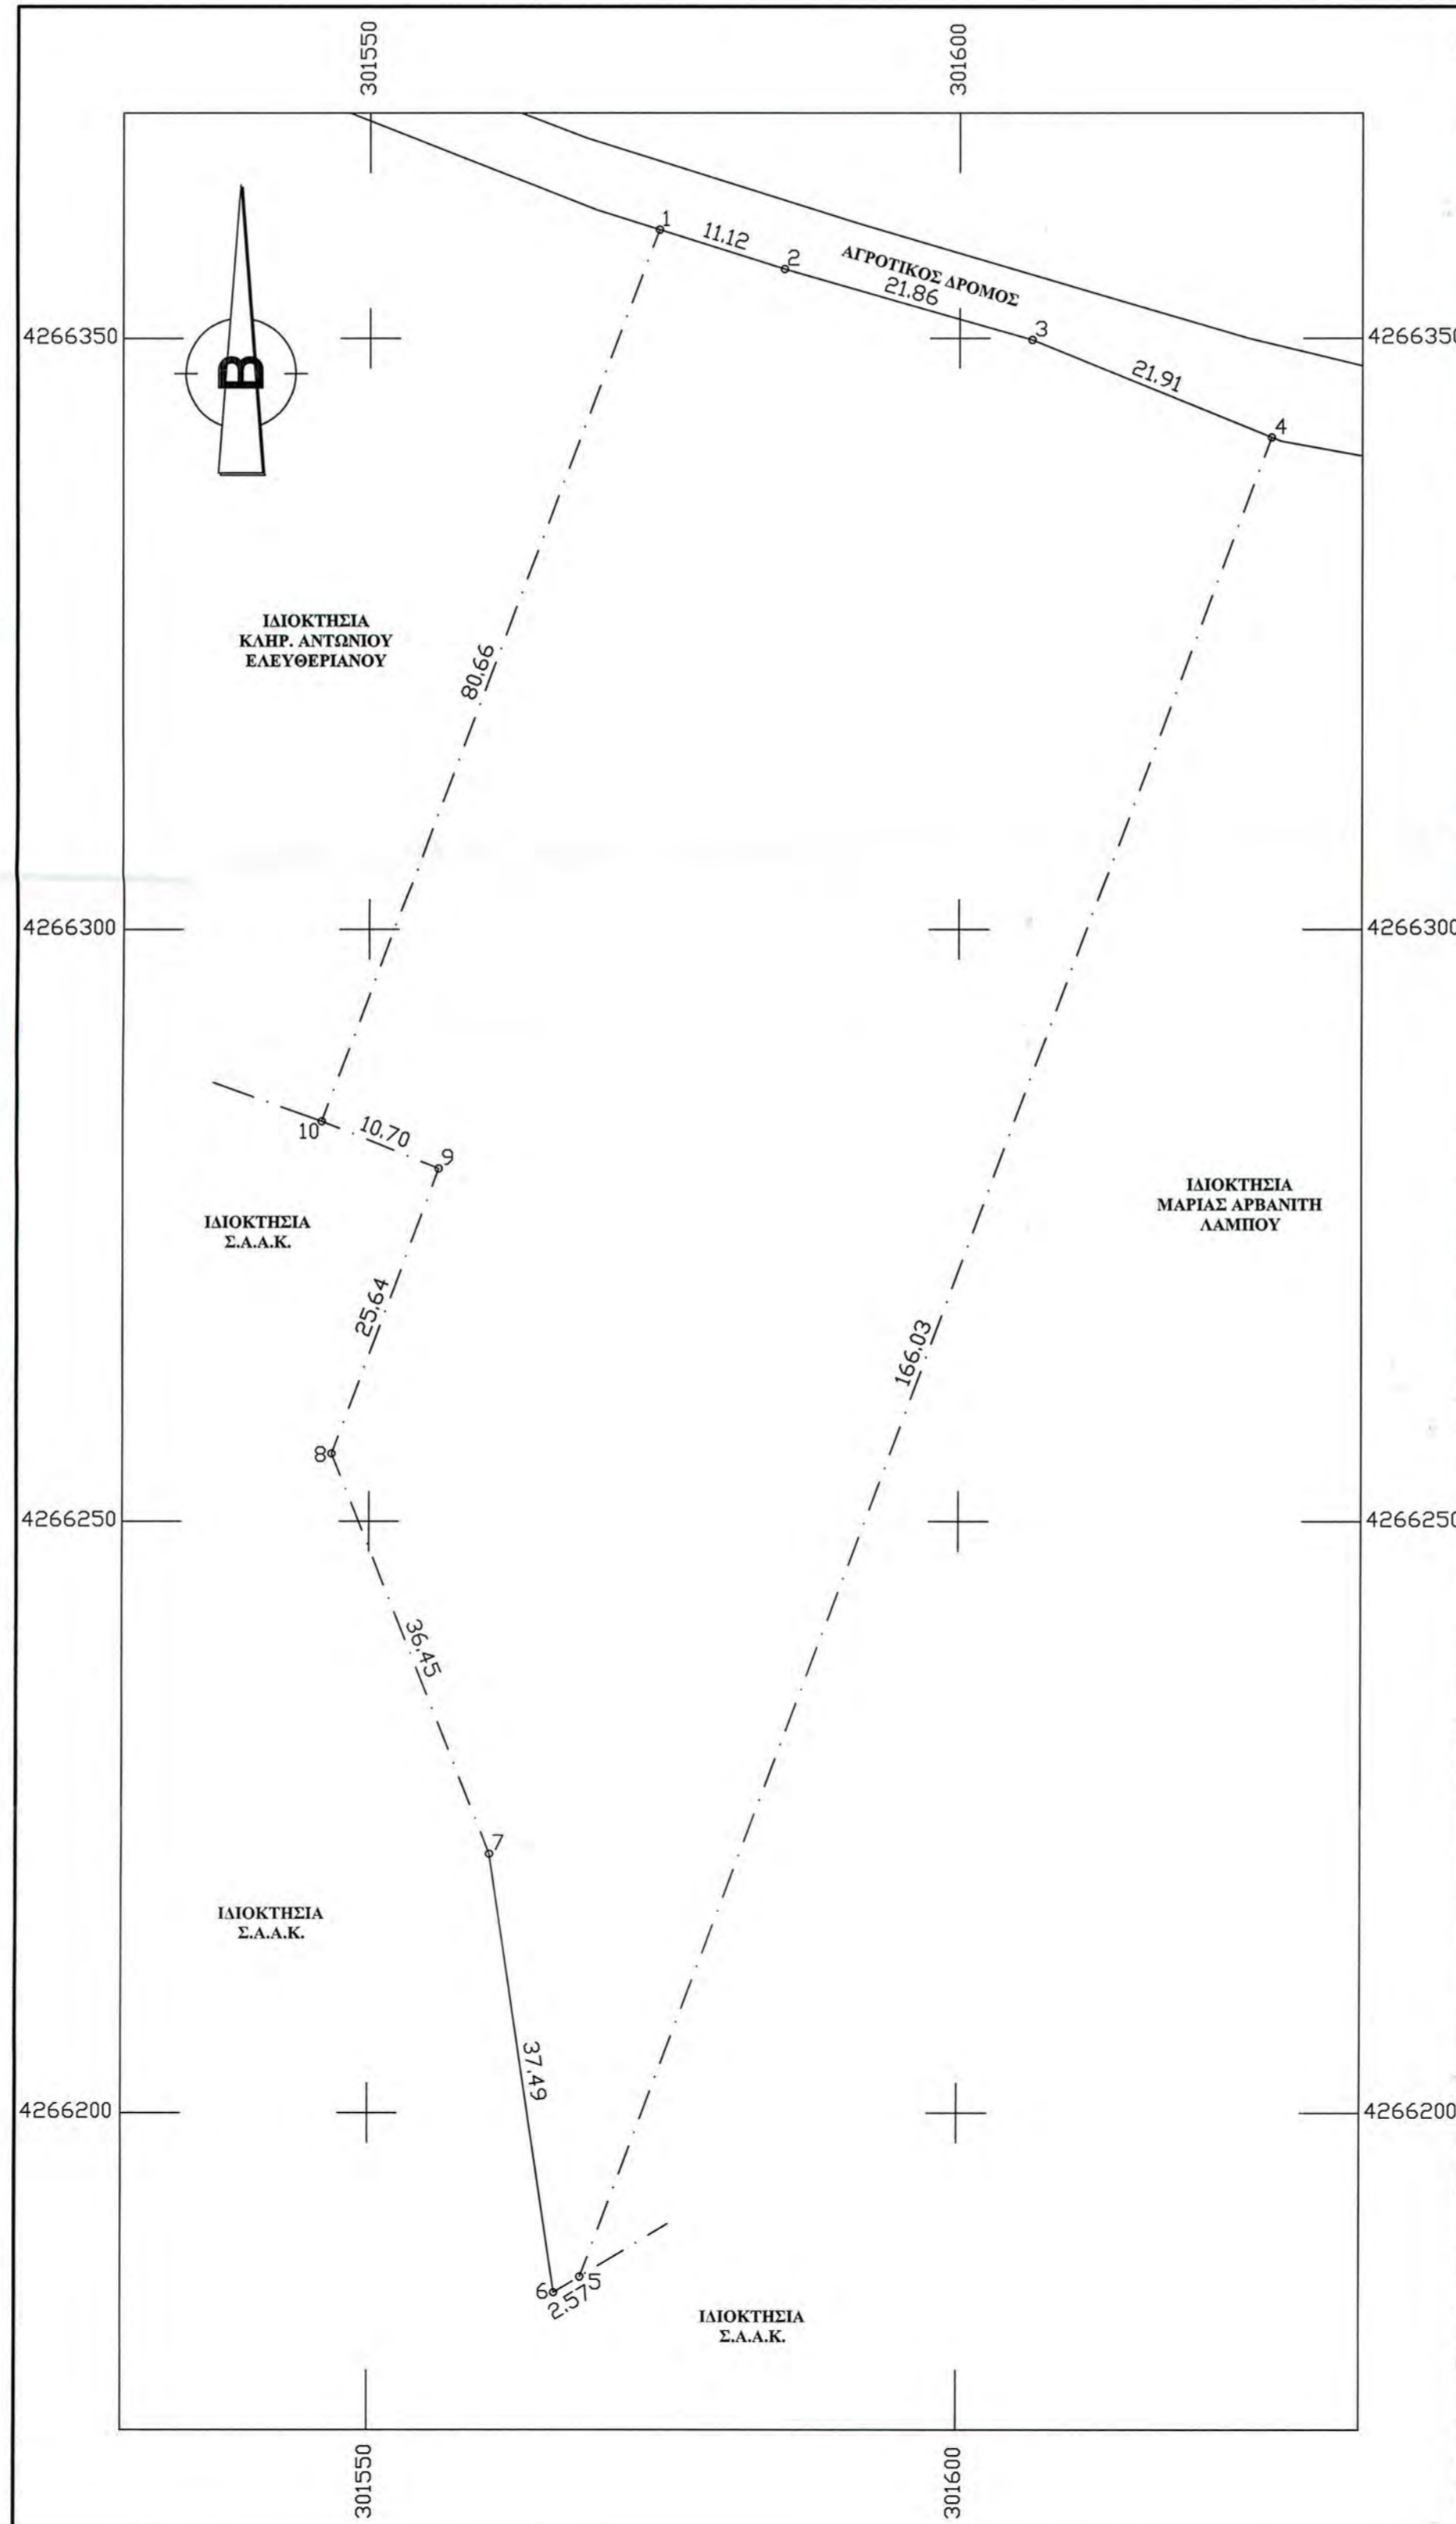 301550
301600
1
11.12
2
ΑΓΡΟΤΙΚΟΣ ΔΡΟΜΟΣ
21.86
3
4266350
4266350
21.91
4
Β
ΙΔΙΟΚΤΗΣΙΑ
ΚΛΗΡ. ΑΝΤΩΝΙΟΥ
ΕΛΕΥΘΕΡΙΑΝΟΥ
80.66
4266300
4266300
10
10.70
9
ΙΔΙΟΚΤΗΣΙΑ
Σ.Α.Α.Κ.
ΙΔΙΟΚΤΗΣΙΑ
ΜΑΡΙΑΣ ΑΡΒΑΝΙΤΗ
ΛΑΜΠΟΥ
25.64
166.03
8
4266250
4266250
36.45
7
ΙΔΙΟΚΤΗΣΙΑ
Σ.Α.Α.Κ.
37.49
4266200
4266200
6
5
2.57
ΙΔΙΟΚΤΗΣΙΑ
Σ.Α.Α.Κ.
301550
301600